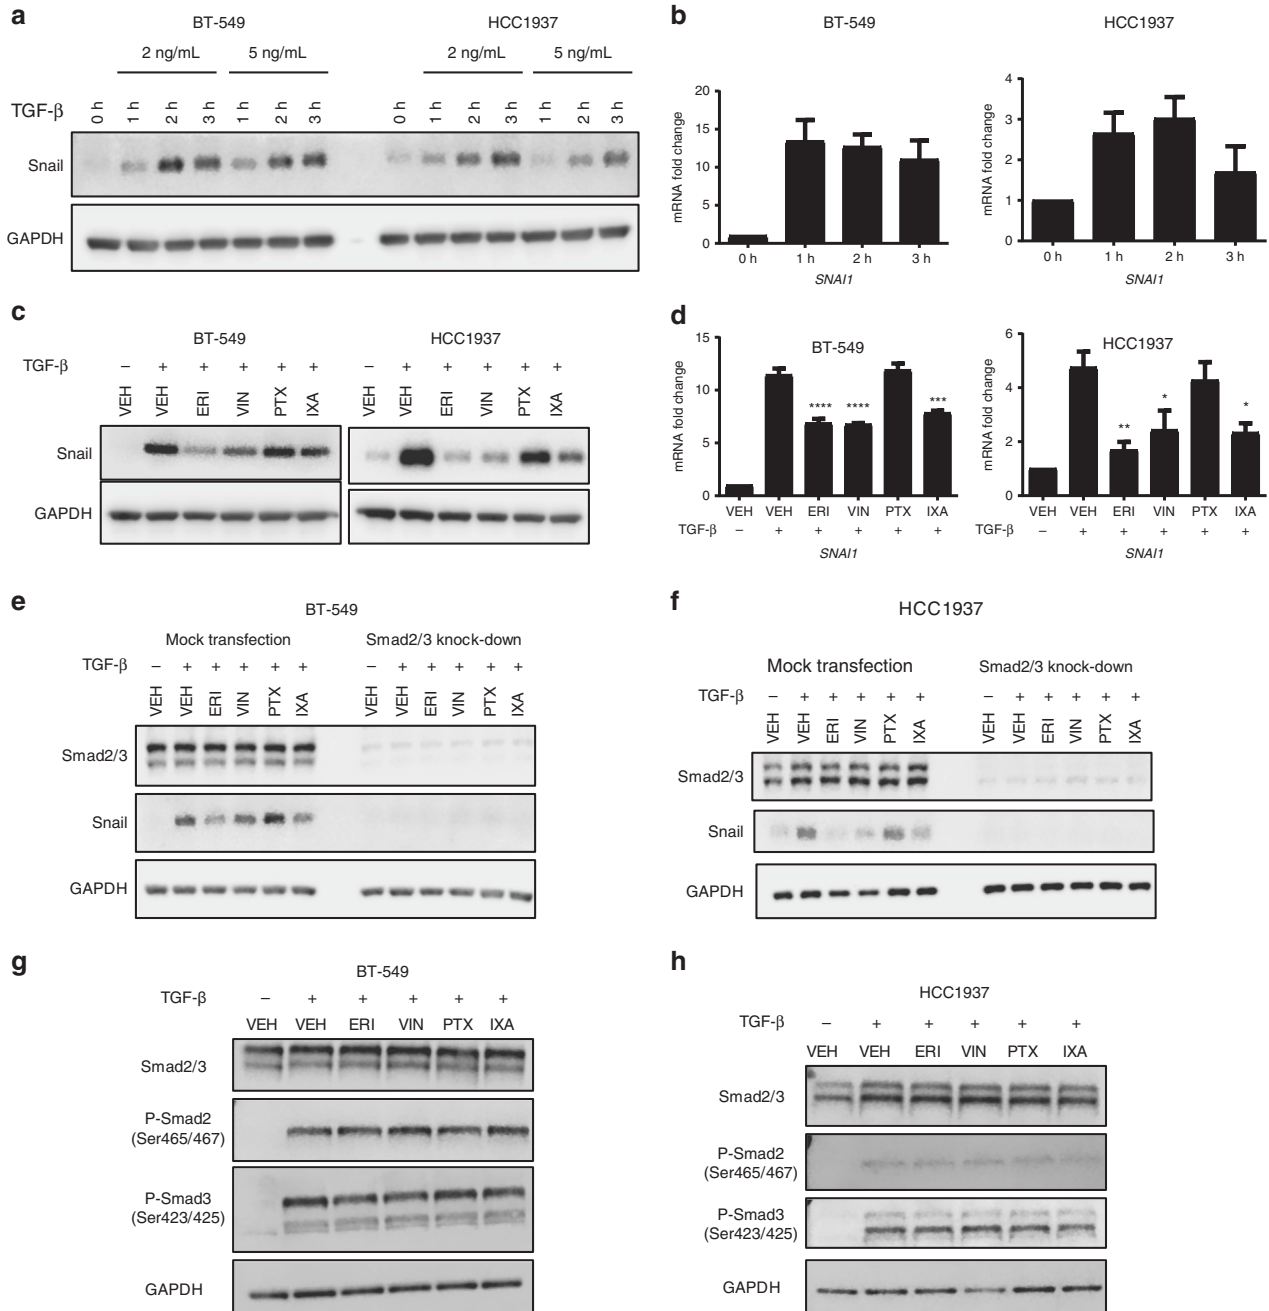 a
BT-549
HCC1937
2 ng/mL
5 ng/mL
2 ng/mL
5 ng/mL
TGF-β
0 h
1 h
2 h
3 h
1 h
2 h
3 h
0 h
1 h
2 h
3 h
1 h
2 h
3 h
Snail
GAPDH
b
BT-549
HCC1937
mRNA fold change
20
15
10
5
0
0 h 1 h 2 h 3 h
SNAI1
mRNA fold change
4
3
2
1
0
0 h 1 h 2 h 3 h
SNAI1
c
BT-549
HCC1937
TGF-β – + + + + + – + + + + +
VEH
VEH
ERI
VIN
PTX
IXA
VEH
VEH
ERI
VIN
PTX
IXA
Snail
GAPDH
d
BT-549
mRNA fold change
15
10
5
0
**** **** ***
VEH VEH ERI VIN PTX IXA
TGF-β – + + + + +
SNAI1
HCC1937
mRNA fold change
6
4
2
0
** * *
VEH VEH ERI VIN PTX IXA
TGF-β – + + + + +
SNAI1
e
BT-549
Mock transfection
Smad2/3 knock-down
TGF-β – + + + + + – + + + + +
VEH
VEH
ERI
VIN
PTX
IXA
VEH
VEH
ERI
VIN
PTX
IXA
Smad2/3
Snail
GAPDH
f
HCC1937
Mock transfection
Smad2/3 knock-down
TGF-β – + + + + + – + + + + +
VEH
VEH
ERI
VIN
PTX
IXA
VEH
VEH
ERI
VIN
PTX
IXA
Smad2/3
Snail
GAPDH
g
BT-549
TGF-β – + + + + +
VEH VEH ERI VIN PTX IXA
Smad2/3
P-Smad2
(Ser465/467)
P-Smad3
(Ser423/425)
GAPDH
h
HCC1937
TGF-β – + + + + +
VEH VEH ERI VIN PTX IXA
Smad2/3
P-Smad2
(Ser465/467)
P-Smad3
(Ser423/425)
GAPDH